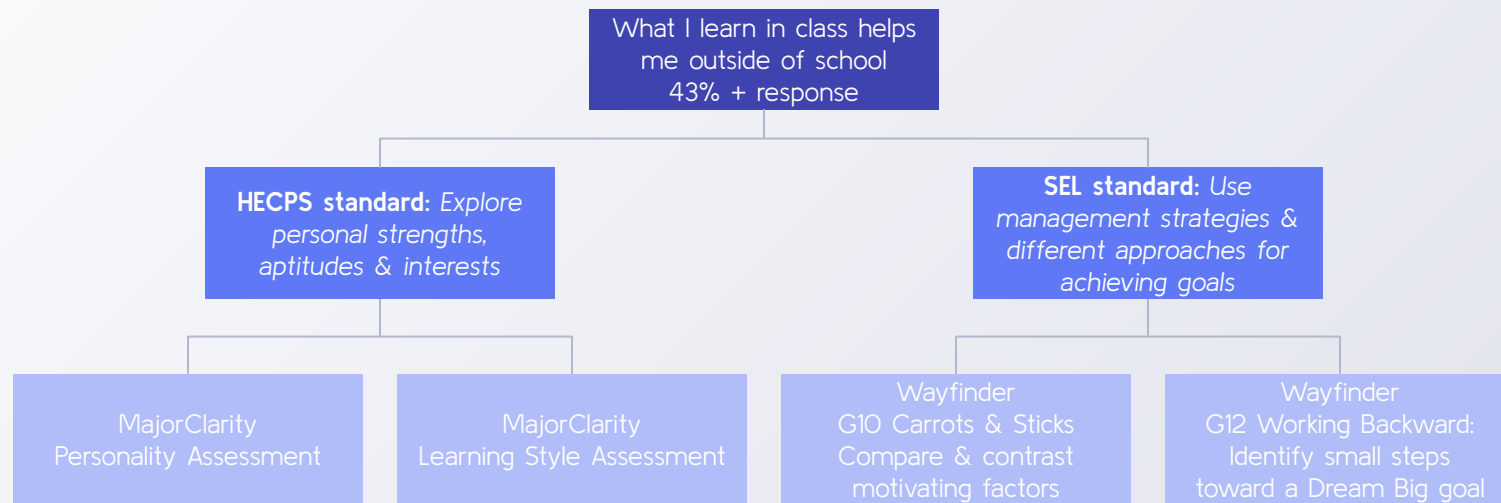 What I learn in class helps
me outside of school
43% + response
HECPS standard: Explore
personal strengths,
aptitudes & interests
SEL standard: Use
management strategies &
different approaches for
achieving goals
MajorClarity
Personality Assessment
MajorClarity
Learning Style Assessment
Wayfinder
G10 Carrots & Sticks
Compare & contrast
motivating factors
Wayfinder
G12 Working Backward:
Identify small steps
toward a Dream Big goal